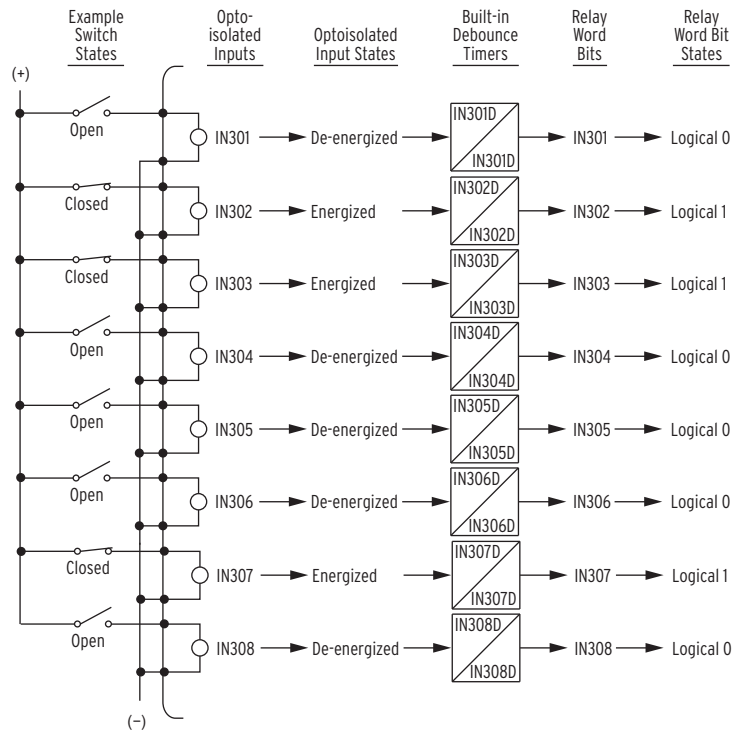 Example Switch States
Opto-isolated Inputs
Optoisolated Input States
Built-in Debounce Timers
Relay Word Bits
Relay Word Bit States
(+)
Open
IN301
De-energized
IN301D
IN301D
IN301
Logical 0
Closed
IN302
Energized
IN302D
IN302D
IN302
Logical 1
Closed
IN303
Energized
IN303D
IN303D
IN303
Logical 1
Open
IN304
De-energized
IN304D
IN304D
IN304
Logical 0
Open
IN305
De-energized
IN305D
IN305D
IN305
Logical 0
Open
IN306
De-energized
IN306D
IN306D
IN306
Logical 0
Closed
IN307
Energized
IN307D
IN307D
IN307
Logical 1
Open
IN308
De-energized
IN308D
IN308D
IN308
Logical 0
(−)